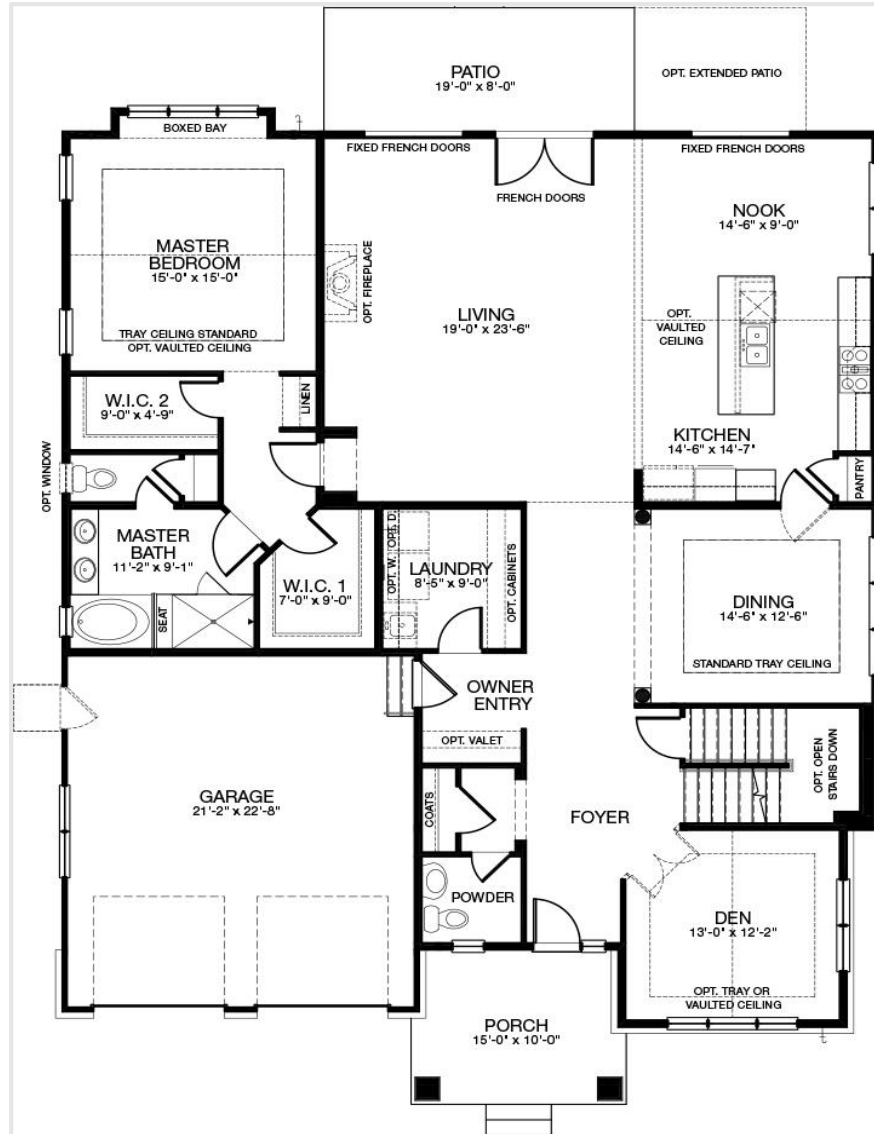 PATIO
19'-0" x 8'-0"
OPT. EXTENDED PATIO
BOXED BAY
FIXED FRENCH DOORS
FRENCH DOORS
FIXED FRENCH DOORS
NOOK
14'-6" x 9'-0"
MASTER
BEDROOM
15'-0" x 15'-0"
TRAY CEILING STANDARD
OPT. VAULTED CEILING
OPT. FIREPLACE
LIVING
19'-0" x 23'-6"
OPT.
VAULTED
CEILING
KITCHEN
14'-6" x 14'-7"
PANTRY
W.I.C. 2
9'-0" x 4'-9"
LINEN
OPT. WINDOW
MASTER
BATH
11'-2" x 9'-1"
SEAT
W.I.C. 1
7'-0" x 9'-0"
OPT. W.
OPT. D.
LAUNDRY
8'-5" x 9'-0"
OPT. CABINETS
DINING
14'-6" x 12'-6"
STANDARD TRAY CEILING
OWNER
ENTRY
OPT. VALET
OPT. OPEN
STAIRS DOWN
GARAGE
21'-2" x 22'-8"
COATS
FOYER
POWDER
DEN
13'-0" x 12'-2"
OPT. TRAY OR
VAULTED CEILING
PORCH
15'-0" x 10'-0"